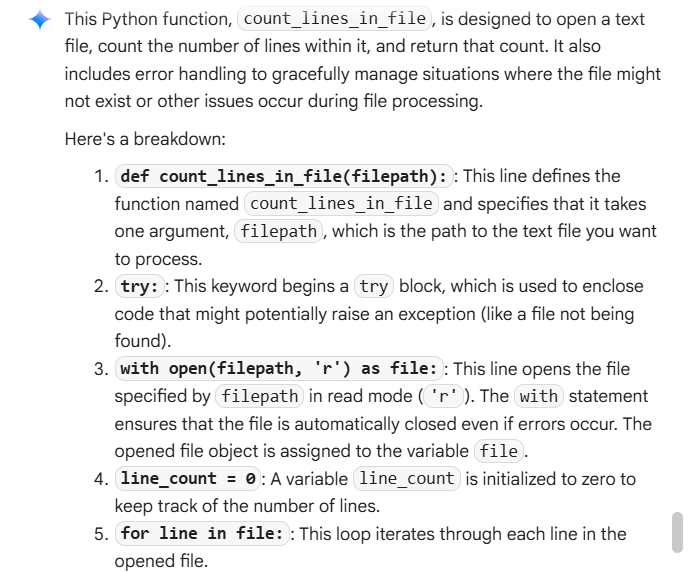 This Python function, count_lines_in_file, is designed to open a text
file, count the number of lines within it, and return that count. It also
includes error handling to gracefully manage situations where the file might
not exist or other issues occur during file processing.
Here's a breakdown:
1. def count_lines_in_file(filepath): : This line defines the
function named count_lines_in_file and specifies that it takes
one argument, filepath, which is the path to the text file you want
to process.
2. try: : This keyword begins a try block, which is used to enclose
code that might potentially raise an exception (like a file not being
found).
3. with open(filepath, 'r') as file: : This line opens the file
specified by filepath in read mode ('r'). The with statement
ensures that the file is automatically closed even if errors occur. The
opened file object is assigned to the variable file.
4. line_count = 0 : A variable line_count is initialized to zero to
keep track of the number of lines.
5. for line in file: : This loop iterates through each line in the
opened file.